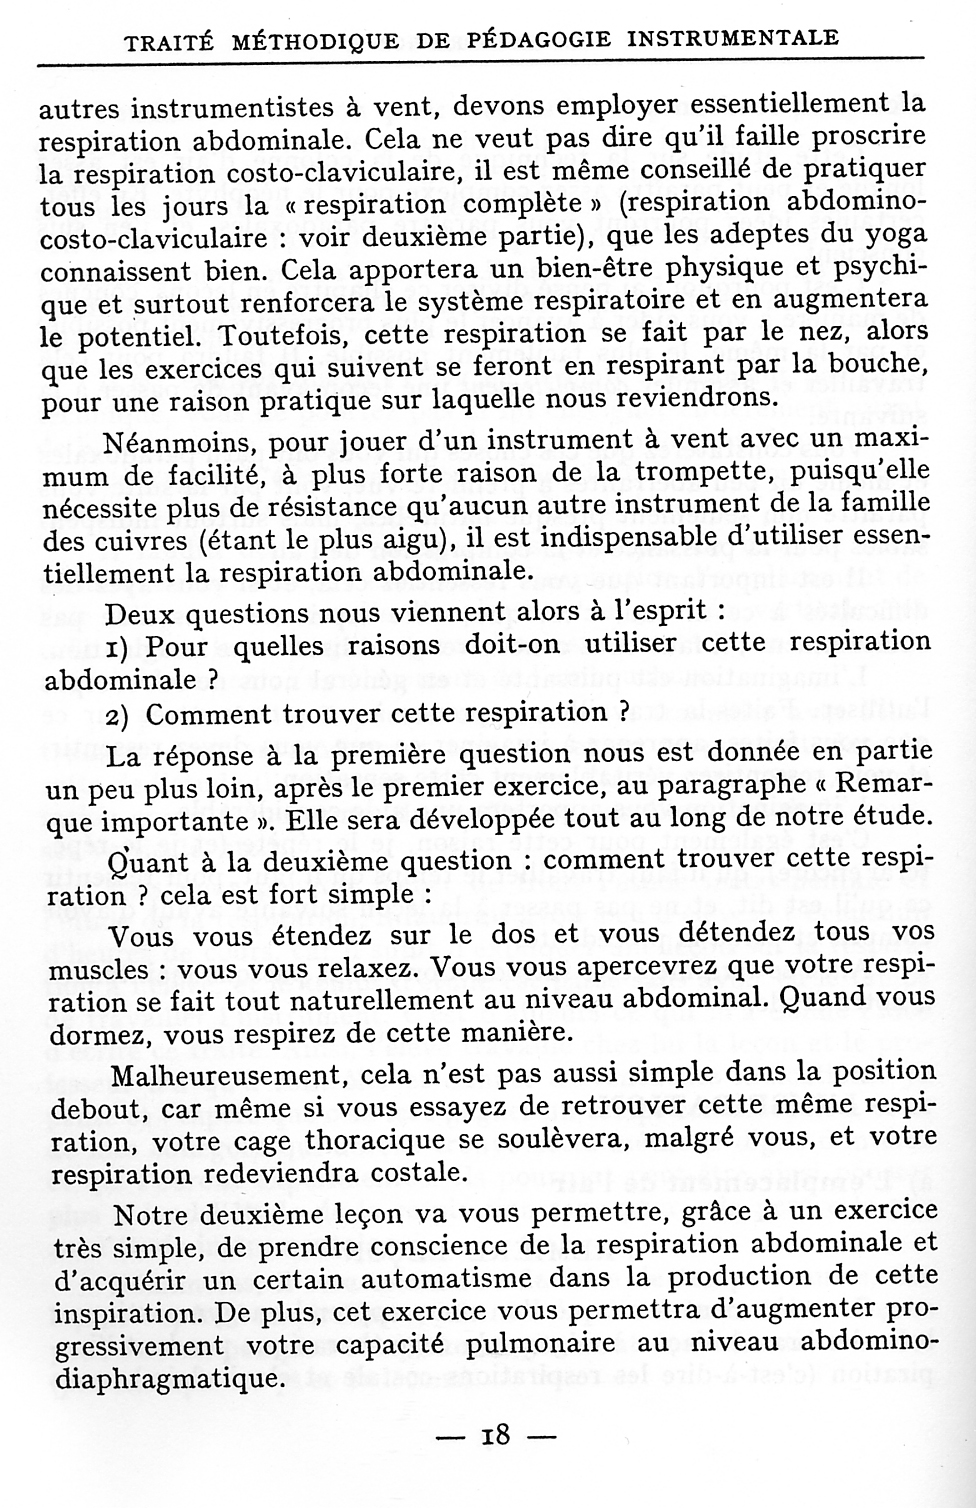 TRAITÉ MÉTHODIQUE DE PÉDAGOGIE INSTRUMENTALE
autres instrumentistes à vent, devons employer essentiellement la
respiration abdominale. Cela ne veut pas dire qu'il faille proscrire
la respiration costo-claviculaire, il est même conseillé de pratiquer
tous les jours la « respiration complète » (respiration abdomino-
costo-claviculaire : voir deuxième partie), que les adeptes du yoga
connaissent bien. Cela apportera un bien-être physique et psychi-
que et surtout renforcera le système respiratoire et en augmentera
le potentiel. Toutefois, cette respiration se fait par le nez, alors
que les exercices qui suivent se feront en respirant par la bouche,
pour une raison pratique sur laquelle nous reviendrons.
Néanmoins, pour jouer d'un instrument à vent avec un maxi-
mum de facilité, à plus forte raison de la trompette, puisqu'elle
nécessite plus de résistance qu'aucun autre instrument de la famille
des cuivres (étant le plus aigu), il est indispensable d'utiliser essen-
tiellement la respiration abdominale.
Deux questions nous viennent alors à l'esprit :
1) Pour quelles raisons doit-on utiliser cette respiration
abdominale ?
2) Comment trouver cette respiration ?
La réponse à la première question nous est donnée en partie
un peu plus loin, après le premier exercice, au paragraphe « Remar-
que importante ». Elle sera développée tout au long de notre étude.
Quant à la deuxième question : comment trouver cette respi-
ration ? cela est fort simple :
Vous vous étendez sur le dos et vous détendez tous vos
muscles : vous vous relaxez. Vous vous apercevrez que votre respi-
ration se fait tout naturellement au niveau abdominal. Quand vous
dormez, vous respirez de cette manière.
Malheureusement, cela n'est pas aussi simple dans la position
debout, car même si vous essayez de retrouver cette même respi-
ration, votre cage thoracique se soulèvera, malgré vous, et votre
respiration redeviendra costale.
Notre deuxième leçon va vous permettre, grâce à un exercice
très simple, de prendre conscience de la respiration abdominale et
d'acquérir un certain automatisme dans la production de cette
inspiration. De plus, cet exercice vous permettra d'augmenter pro-
gressivement votre capacité pulmonaire au niveau abdomino-
diaphragmatique.
— 18 —